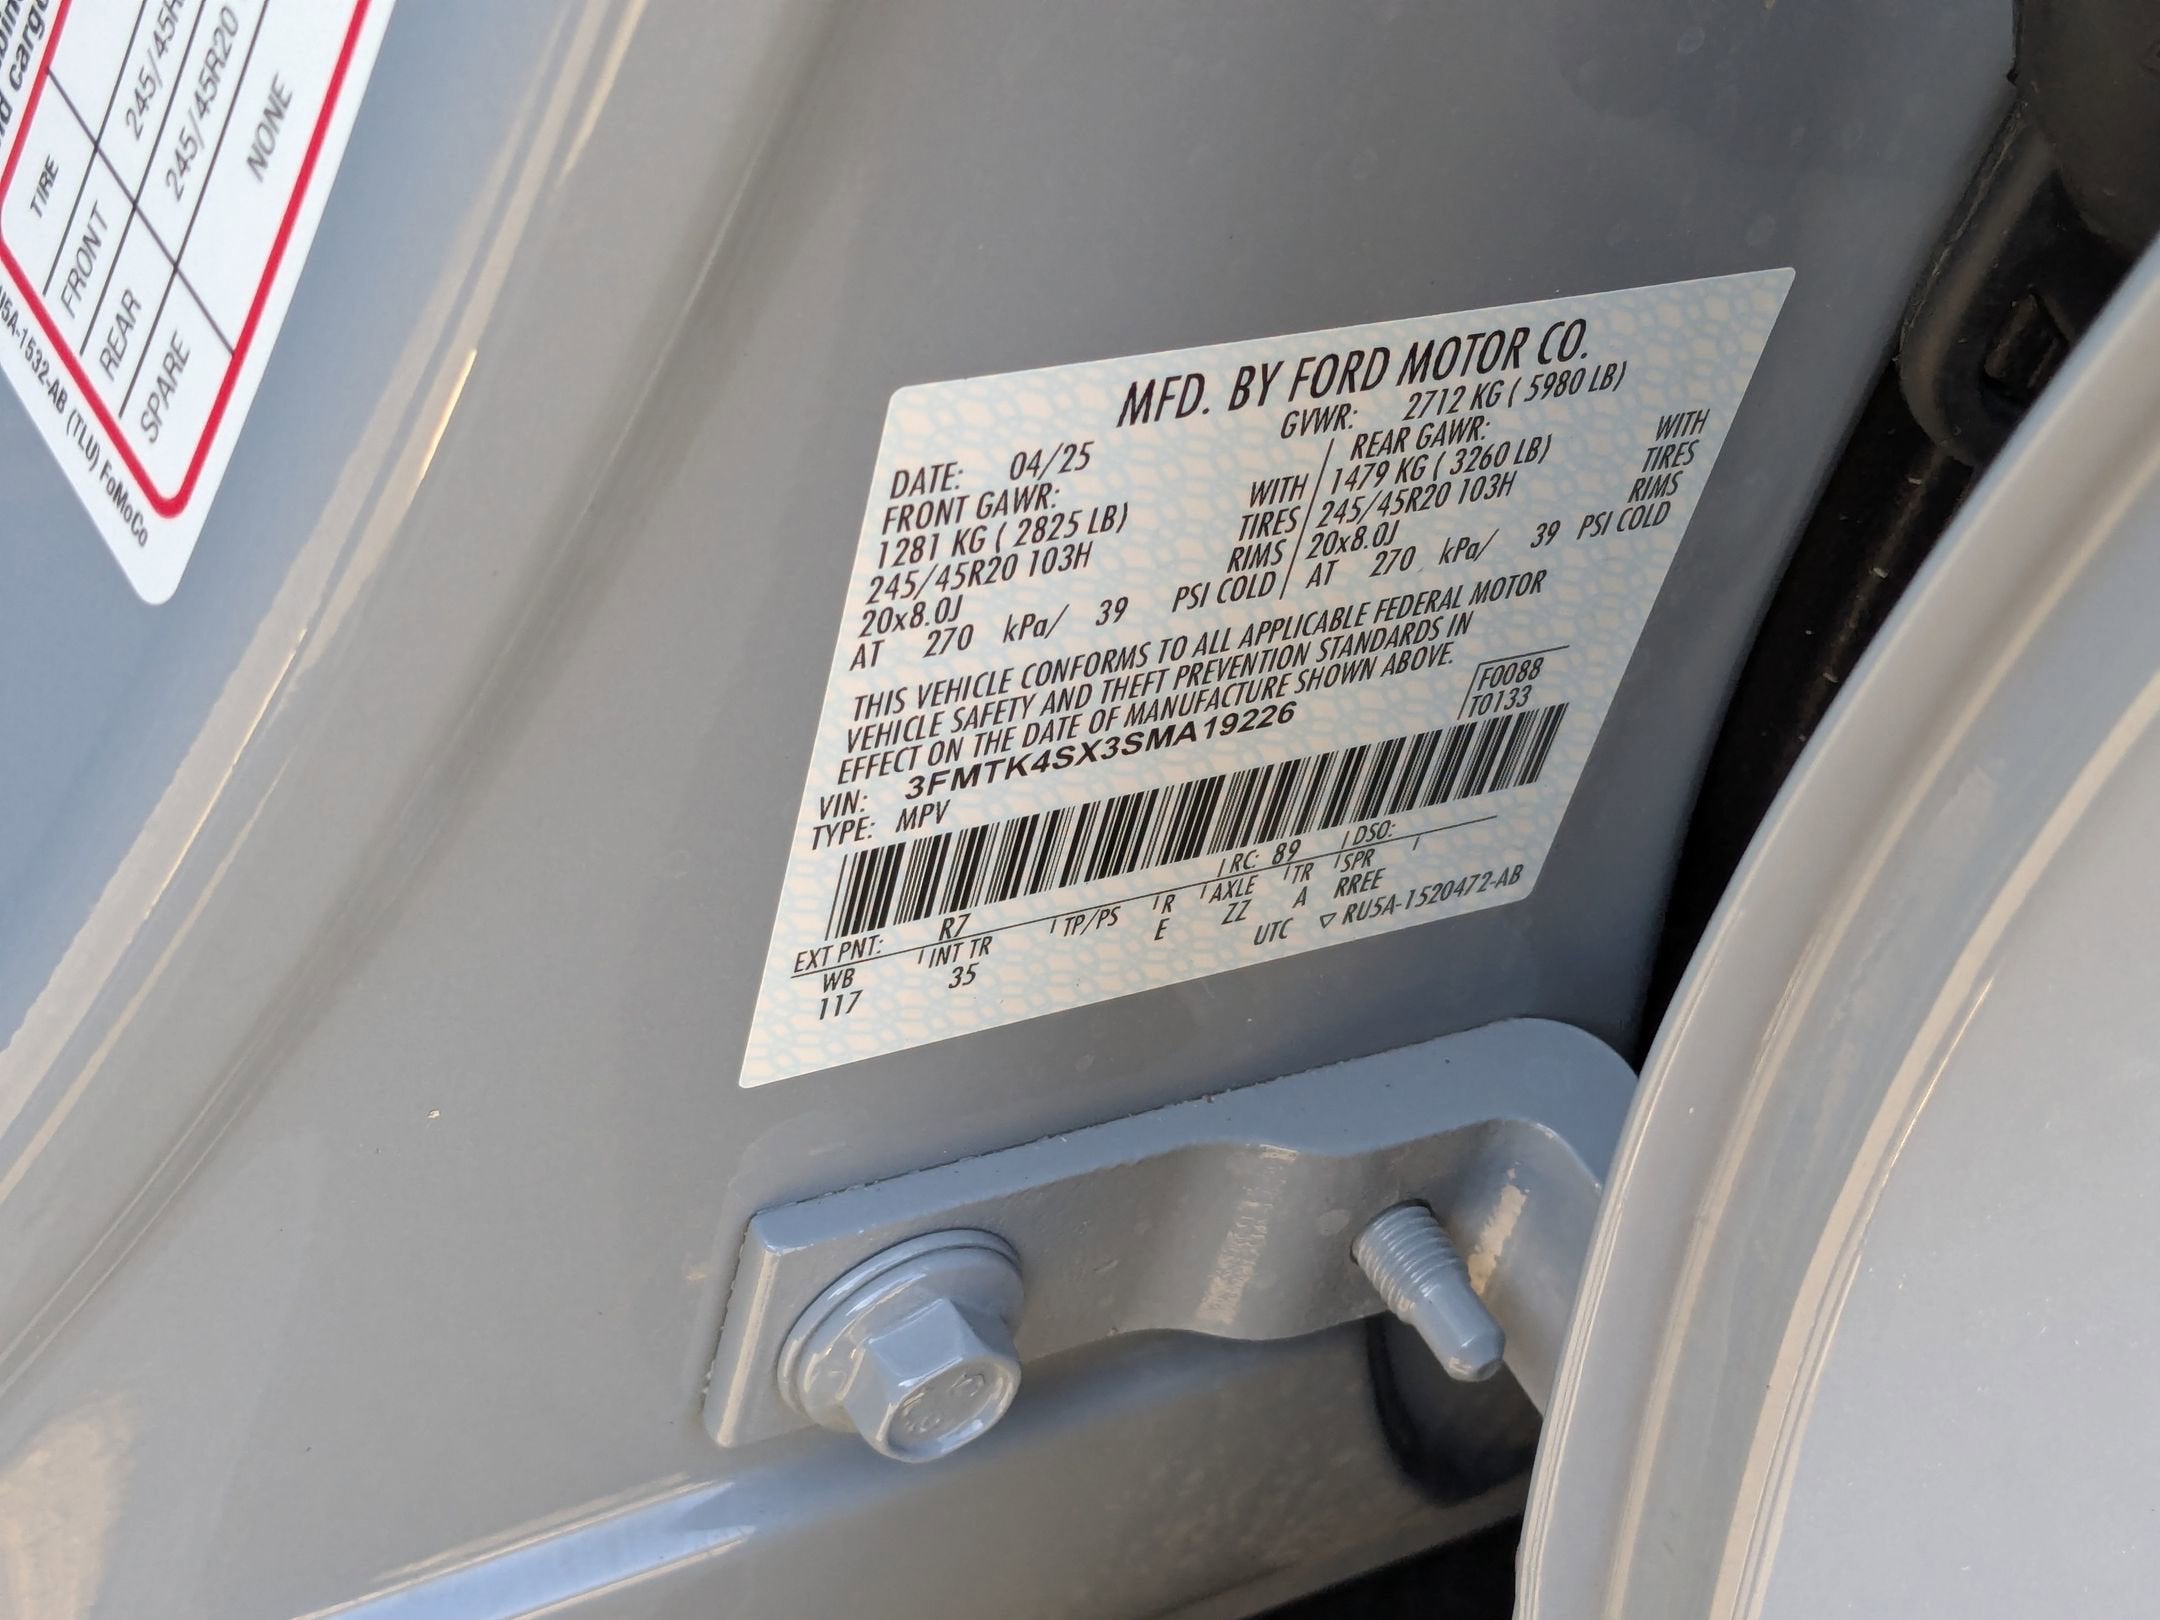 TIRE
FRONT 245/45R
REAR 245/45R20
SPARE NONE
U5A-1532-AB (TLU) FoMoCo
MFD. BY FORD MOTOR CO.
DATE: 04/25 GVWR: 2712 KG ( 5980 LB)
FRONT GAWR: REAR GAWR:
1281 KG ( 2825 LB) WITH 1479 KG ( 3260 LB) WITH
245/45R20 103H TIRES 245/45R20 103H TIRES
20x8.0J RIMS 20x8.0J RIMS
AT 270 kPa/ 39 PSI COLD AT 270 kPa/ 39 PSI COLD
THIS VEHICLE CONFORMS TO ALL APPLICABLE FEDERAL MOTOR
VEHICLE SAFETY AND THEFT PREVENTION STANDARDS IN
EFFECT ON THE DATE OF MANUFACTURE SHOWN ABOVE.
VIN: 3FMTK4SX3SMA19226 F0088
TYPE: MPV T0133
EXT PNT: R7 RC: 89 DSO:
WB INT TR TP/PS R AXLE TR SPR
117 35 E ZZ A RREE
UTC ▽ RU5A-1520472-AB